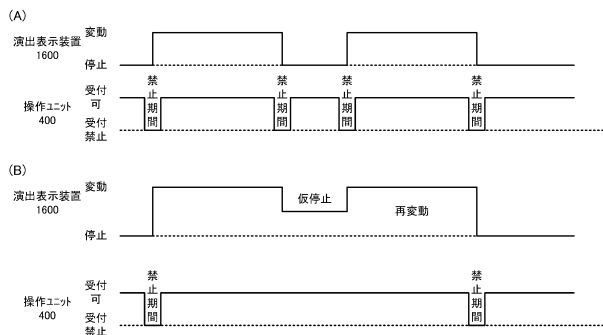 (A)
変動
演出表示装置
1600
停止
受付
可
操作ユニット
400
受付
禁止
禁止期間
禁止期間
禁止期間
禁止期間
(B)
変動
演出表示装置
1600
仮停止
再変動
停止
受付
可
操作ユニット
400
受付
禁止
禁止期間
禁止期間